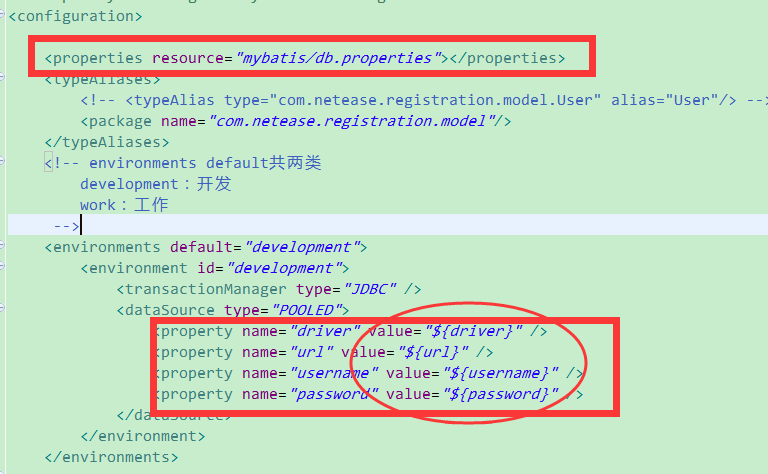 <configuration>
<properties resource="mybatis/db.properties"></properties>
<typeAliases>
<!-- <typeAlias type="com.netease.registration.model.User" alias="User"/> -->
<package name="com.netease.registration.model"/>
</typeAliases>
<!-- environments default共两类
development：开发
work：工作
-->
<environments default="development">
<environment id="development">
<transactionManager type="JDBC" />
<dataSource type="POOLED">
<property name="driver" value="${driver}" />
<property name="url" value="${url}" />
<property name="username" value="${username}" />
<property name="password" value="${password}" />
</dataSource>
</environment>
</environments>